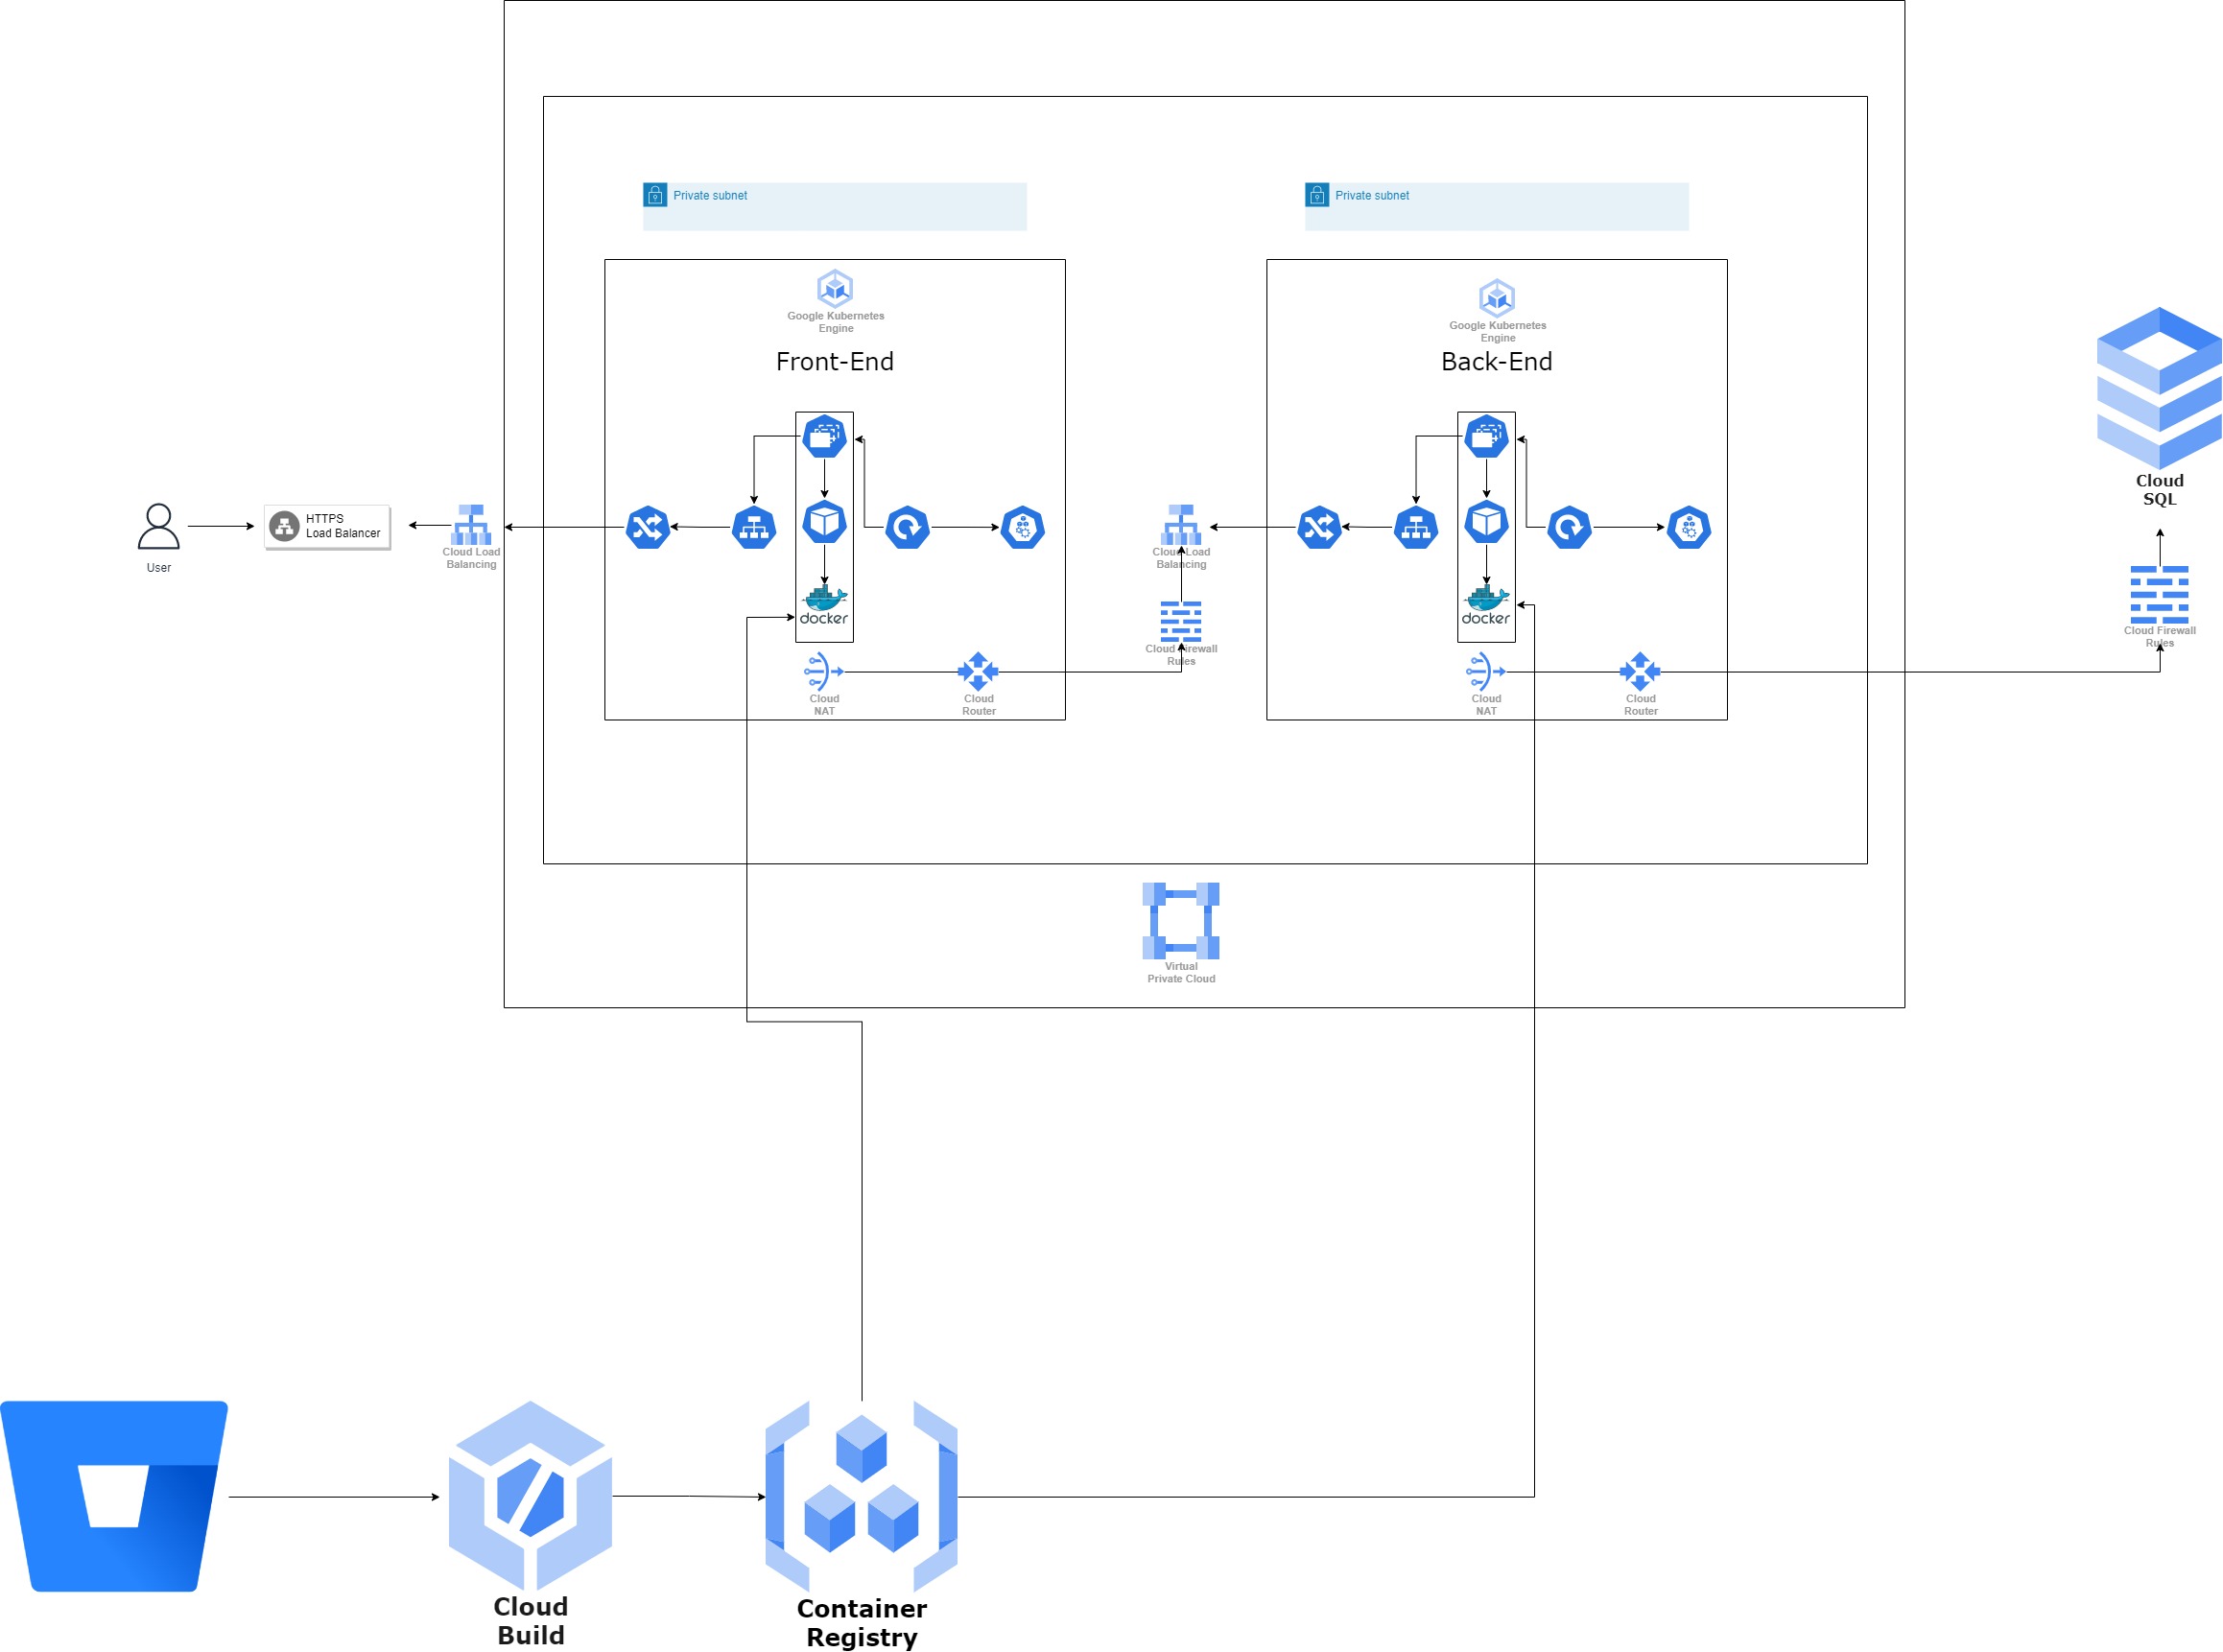 Private subnet
Private subnet
Google Kubernetes
Engine
Front-End
Google Kubernetes
Engine
Back-End
Cloud
SQL
User
HTTPS
Load Balancer
Cloud Load
Balancing
Cloud Load
Balancing
docker
docker
Cloud Firewall
Rules
Cloud Firewall
Rules
Cloud
NAT
Cloud
Router
Cloud
NAT
Cloud
Router
Virtual
Private Cloud
Cloud
Build
Container
Registry